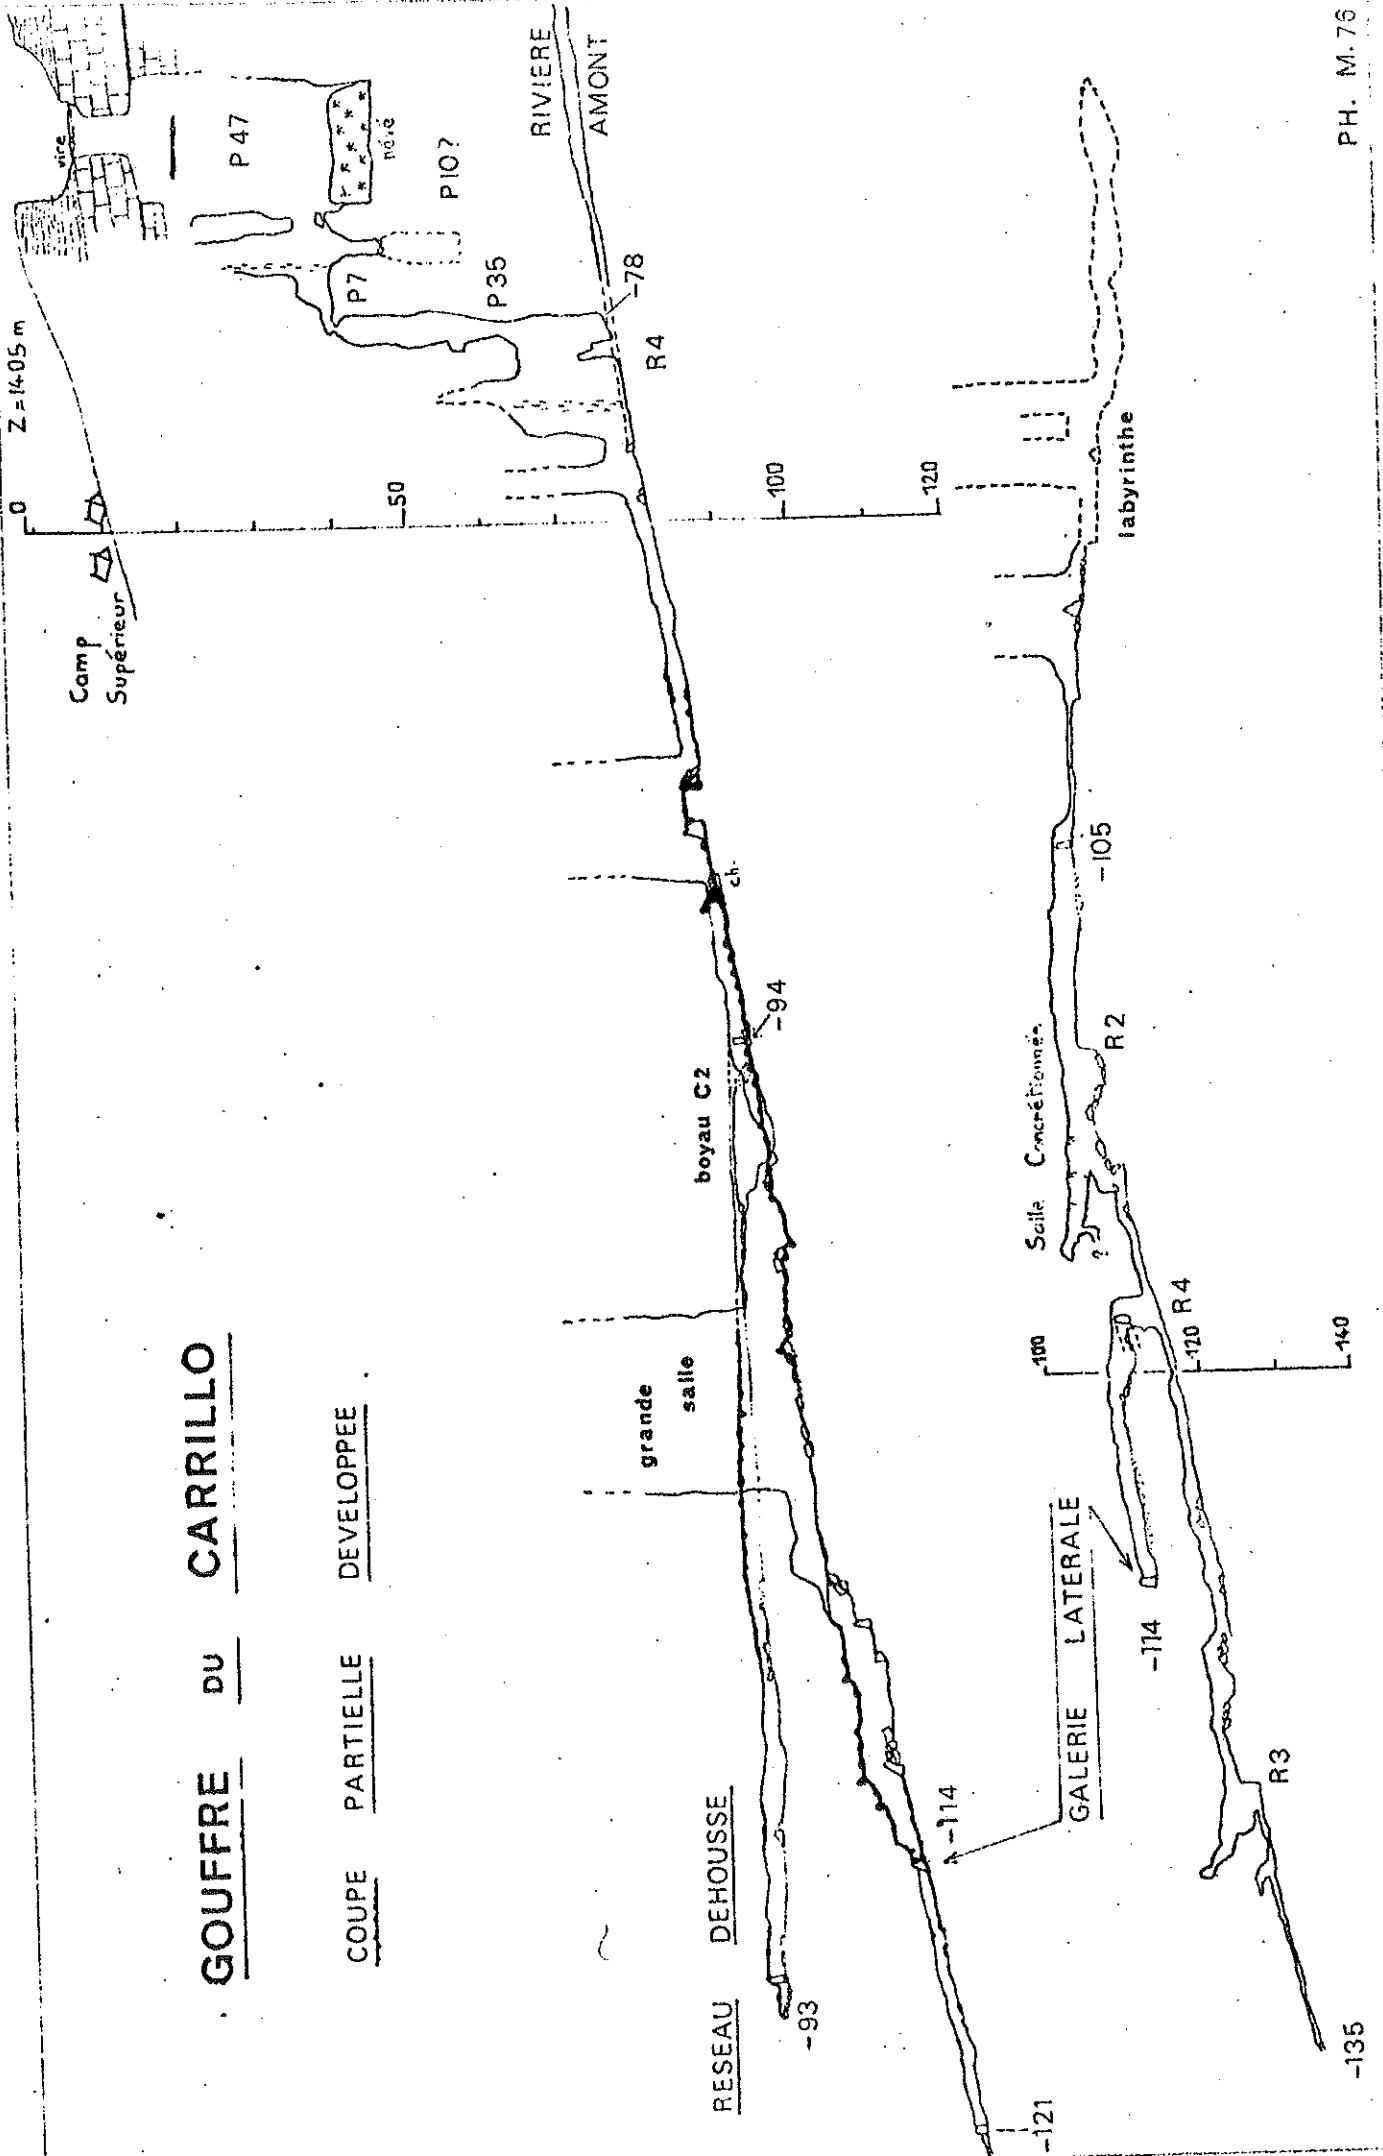 GOUFFRE DU CARRILLO
COUPE PARTIELLE DEVELOPPEE
Z=1405 m
0
50
100
120
Camp
Supérieur
vire
P47
névé
P10?
P7
P35
-78
R4
RIVIERE
AMONT
ch.
-94
boyau C2
grande
salle
RESEAU DEHOUSSE
-93
-114
-121
GALERIE LATERALE
labyrinthe
-105
R2
Salle Concrétionnée
?
100
120
140
R4
-114
R3
-135
PH. M. 76